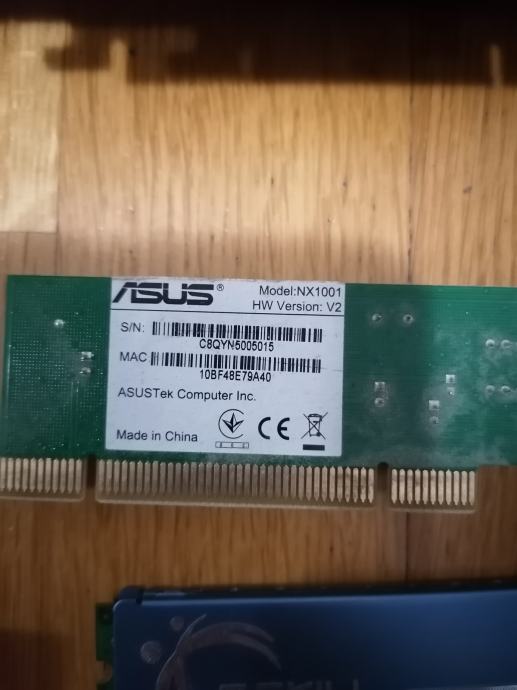 ASUS®
Model:NX1001
HW Version: V2
S/N:
C8QYN5005015
MAC
10BF48E79A40
ASUSTek Computer Inc.
CE
Made in China